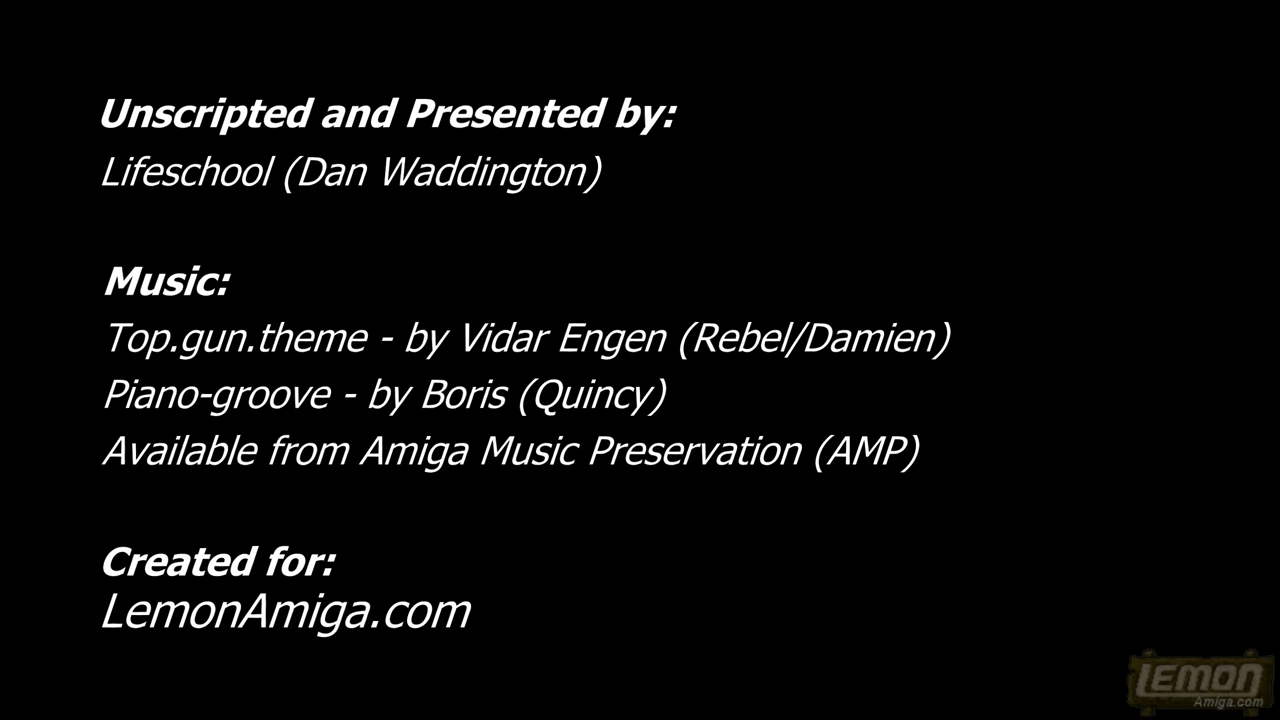 Unscripted and Presented by:
Lifeschool (Dan Waddington)
Music:
Top.gun.theme - by Vidar Engen (Rebel/Damien)
Piano-groove - by Boris (Quincy)
Available from Amiga Music Preservation (AMP)
Created for:
LemonAmiga.com
LEMON
Amiga.com